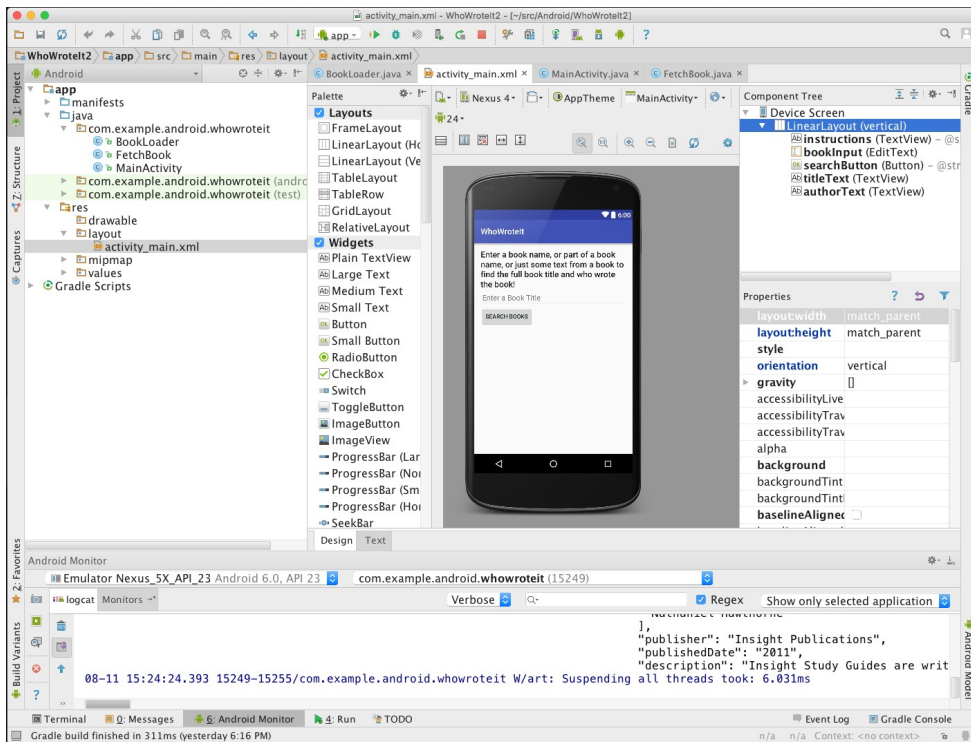 activity_main.xml - WhoWroteIt2 - [~/src/Android/WhoWroteIt2]
app
WhoWroteIt2 app src main res layout activity_main.xml
1: Project
Z: Structure
Captures
2: Favorites
Build Variants
Android
app
manifests
java
com.example.android.whowroteit
BookLoader
FetchBook
MainActivity
com.example.android.whowroteit (andrc
com.example.android.whowroteit (test)
res
drawable
layout
activity_main.xml
mipmap
values
Gradle Scripts
BookLoader.java × activity_main.xml × MainActivity.java × FetchBook.java ×
Palette
Layouts
FrameLayout
LinearLayout (Ho
LinearLayout (Ve
TableLayout
TableRow
GridLayout
RelativeLayout
Widgets
Plain TextView
Large Text
Medium Text
Small Text
Button
Small Button
RadioButton
CheckBox
Switch
ToggleButton
ImageButton
ImageView
ProgressBar (Lar
ProgressBar (Nor
ProgressBar (Sm
ProgressBar (Hor
SeekBar
Design Text
Nexus 4 AppTheme MainActivity
24
6:00
WhoWroteIt
Enter a book name, or part of a book
name, or just some text from a book to
find the full book title and who wrote
the book!
Enter a Book Title
SEARCH BOOKS
Component Tree
Device Screen
LinearLayout (vertical)
instructions (TextView) – @s
bookInput (EditText)
searchButton (Button) – @str
titleText (TextView)
authorText (TextView)
Properties
layout:width match_parent
layout:height match_parent
style
orientation vertical
gravity []
accessibilityLive
accessibilityTrav
accessibilityTrav
alpha
background
backgroundTint
backgroundTintl
baselineAligned
Gradle
Android Model
Android Monitor
Emulator Nexus_5X_API_23 Android 6.0, API 23 com.example.android.whowroteit (15249)
logcat Monitors Verbose Regex Show only selected application
"Nathaniel Hawthorne"
],
"publisher": "Insight Publications",
"publishedDate": "2011",
"description": "Insight Study Guides are writ
08-11 15:24:24.393 15249-15255/com.example.android.whowroteit W/art: Suspending all threads took: 6.031ms
Terminal 0: Messages 6: Android Monitor 4: Run TODO Event Log Gradle Console
Gradle build finished in 311ms (yesterday 6:16 PM) n/a n/a Context: <no context>